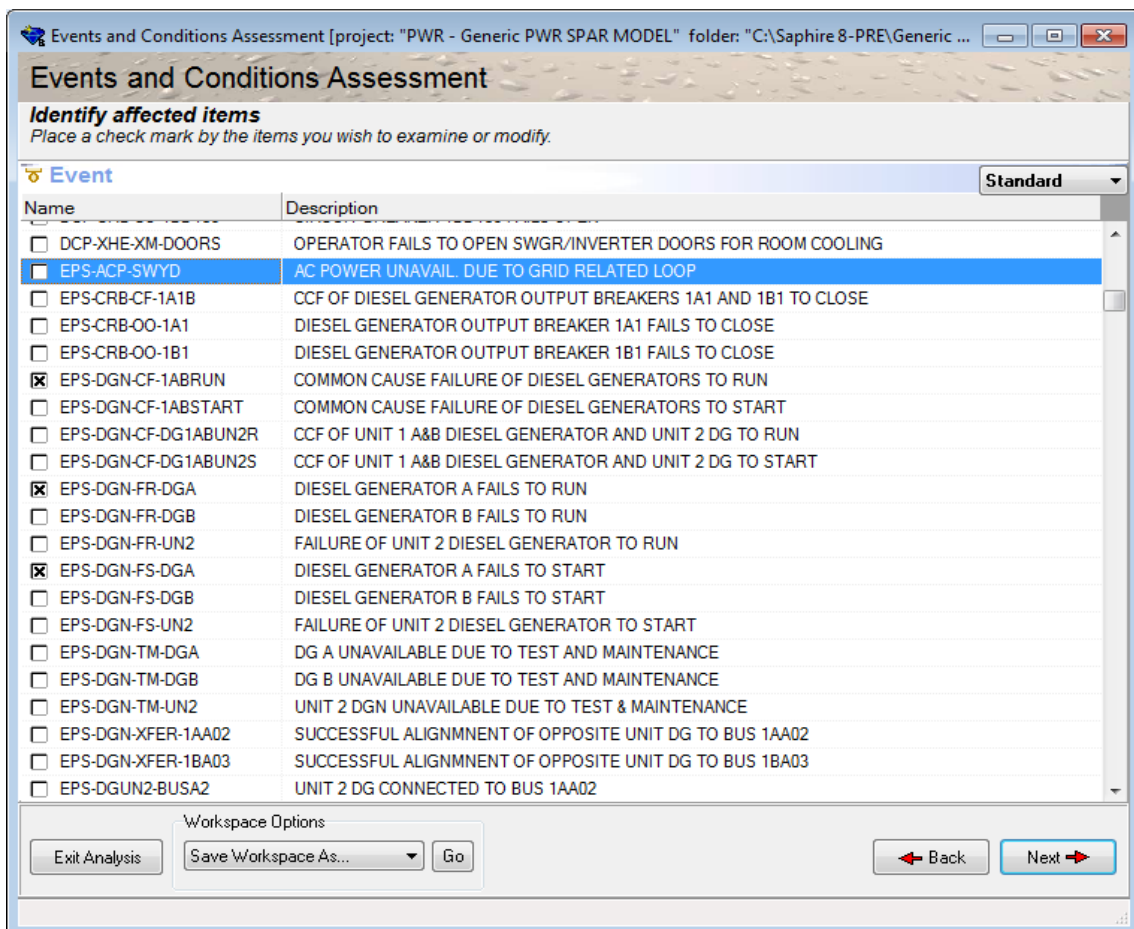 Events and Conditions Assessment [project: "PWR - Generic PWR SPAR MODEL" folder: "C:\Saphire 8-PRE\Generic ...
Events and Conditions Assessment
Identify affected items
Place a check mark by the items you wish to examine or modify.
Event
Standard
Name Description
DCP-XHE-XM-DOORS OPERATOR FAILS TO OPEN SWGR/INVERTER DOORS FOR ROOM COOLING
EPS-ACP-SWYD AC POWER UNAVAIL. DUE TO GRID RELATED LOOP
EPS-CRB-CF-1A1B CCF OF DIESEL GENERATOR OUTPUT BREAKERS 1A1 AND 1B1 TO CLOSE
EPS-CRB-OO-1A1 DIESEL GENERATOR OUTPUT BREAKER 1A1 FAILS TO CLOSE
EPS-CRB-OO-1B1 DIESEL GENERATOR OUTPUT BREAKER 1B1 FAILS TO CLOSE
EPS-DGN-CF-1ABRUN COMMON CAUSE FAILURE OF DIESEL GENERATORS TO RUN
EPS-DGN-CF-1ABSTART COMMON CAUSE FAILURE OF DIESEL GENERATORS TO START
EPS-DGN-CF-DG1ABUN2R CCF OF UNIT 1 A&B DIESEL GENERATOR AND UNIT 2 DG TO RUN
EPS-DGN-CF-DG1ABUN2S CCF OF UNIT 1 A&B DIESEL GENERATOR AND UNIT 2 DG TO START
EPS-DGN-FR-DGA DIESEL GENERATOR A FAILS TO RUN
EPS-DGN-FR-DGB DIESEL GENERATOR B FAILS TO RUN
EPS-DGN-FR-UN2 FAILURE OF UNIT 2 DIESEL GENERATOR TO RUN
EPS-DGN-FS-DGA DIESEL GENERATOR A FAILS TO START
EPS-DGN-FS-DGB DIESEL GENERATOR B FAILS TO START
EPS-DGN-FS-UN2 FAILURE OF UNIT 2 DIESEL GENERATOR TO START
EPS-DGN-TM-DGA DG A UNAVAILABLE DUE TO TEST AND MAINTENANCE
EPS-DGN-TM-DGB DG B UNAVAILABLE DUE TO TEST AND MAINTENANCE
EPS-DGN-TM-UN2 UNIT 2 DGN UNAVAILABLE DUE TO TEST & MAINTENANCE
EPS-DGN-XFER-1AA02 SUCCESSFUL ALIGNMNENT OF OPPOSITE UNIT DG TO BUS 1AA02
EPS-DGN-XFER-1BA03 SUCCESSFUL ALIGNMNENT OF OPPOSITE UNIT DG TO BUS 1BA03
EPS-DGUN2-BUSA2 UNIT 2 DG CONNECTED TO BUS 1AA02
Workspace Options
Exit Analysis Save Workspace As... Go Back Next